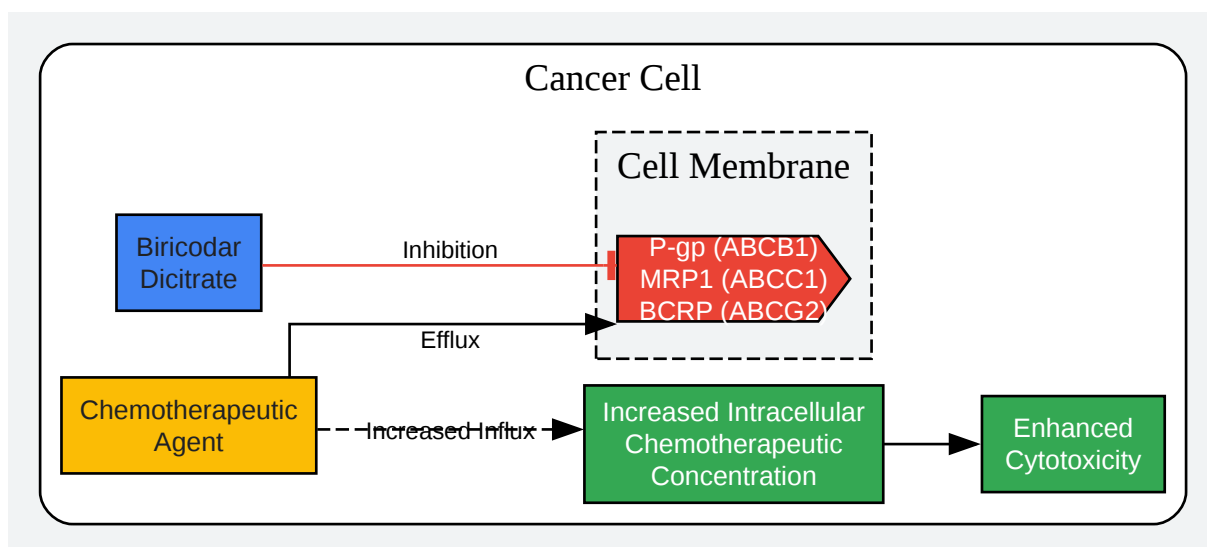 Cancer Cell
Cell Membrane
Biricodar
Dicitrate
Inhibition
P-gp (ABCB1)
MRP1 (ABCC1)
BCRP (ABCG2)
Efflux
Chemotherapeutic
Agent
Increased Influx
Increased Intracellular
Chemotherapeutic
Concentration
Enhanced
Cytotoxicity